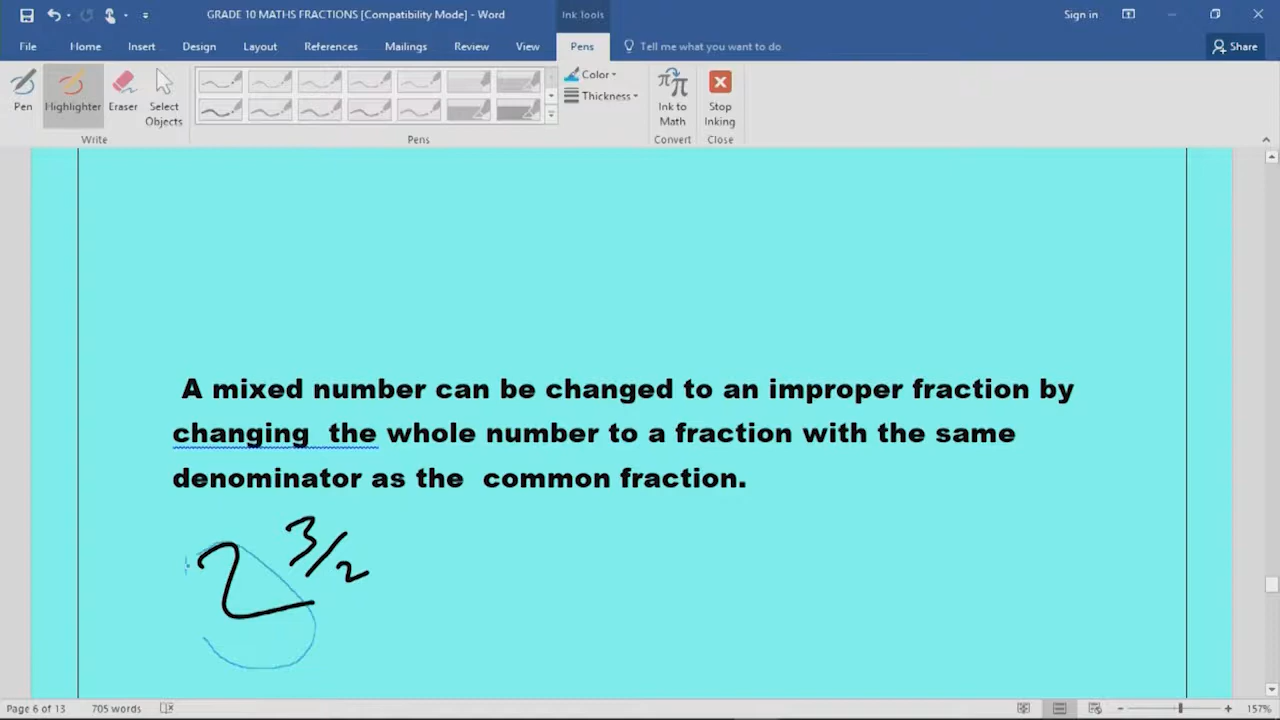 GRADE 10 MATHS FRACTIONS [Compatibility Mode] - Word
Ink Tools
Sign in
File Home Insert Design Layout References Mailings Review View Pens Tell me what you want to do Share
Pen Highlighter Eraser Select Objects
Color
Thickness
Ink to Math
Stop Inking
Write Pens Convert Close
A mixed number can be changed to an improper fraction by
changing the whole number to a fraction with the same
denominator as the common fraction.
2 3/2
Page 6 of 13 705 words 157%